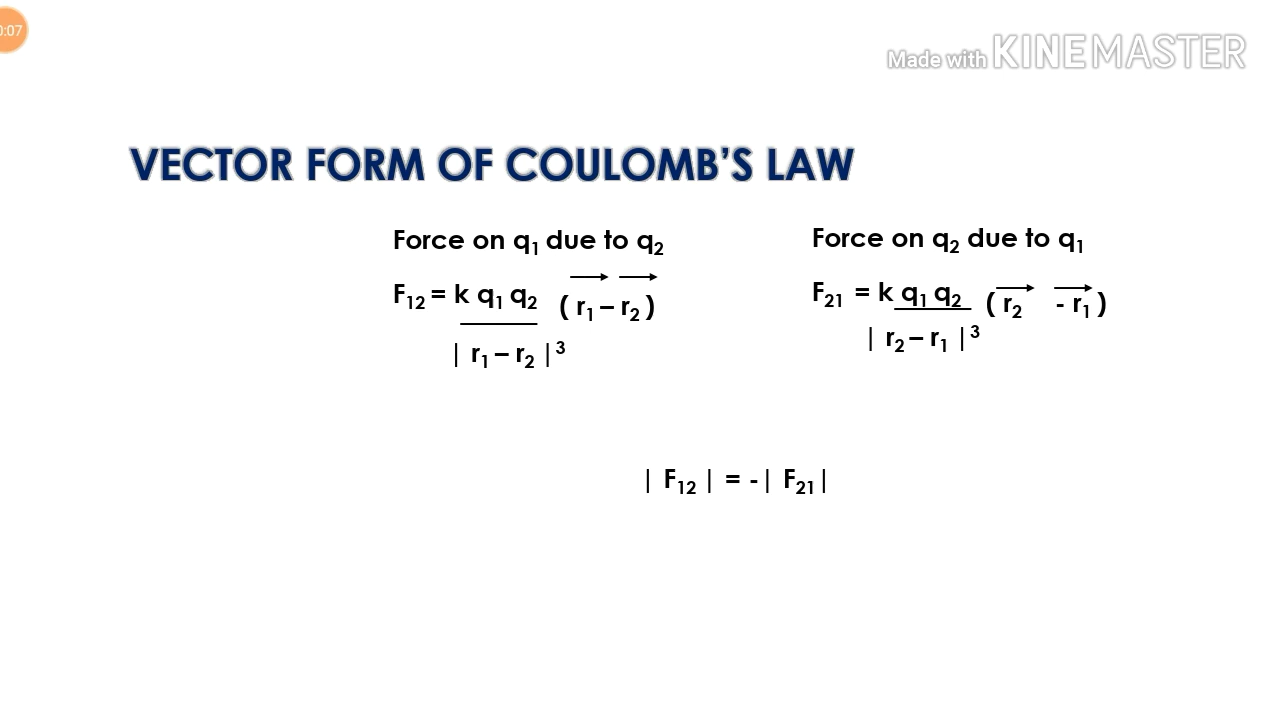 0:07
Made with KINEMASTER
VECTOR FORM OF COULOMB’S LAW
Force on q₁ due to q₂
F₁₂ = k q₁ q₂ ( r₁ – r₂ )
| r₁ – r₂ |³
Force on q₂ due to q₁
F₂₁ = k q₁ q₂ ( r₂ - r₁ )
| r₂ – r₁ |³
| F₁₂ | = - | F₂₁ |